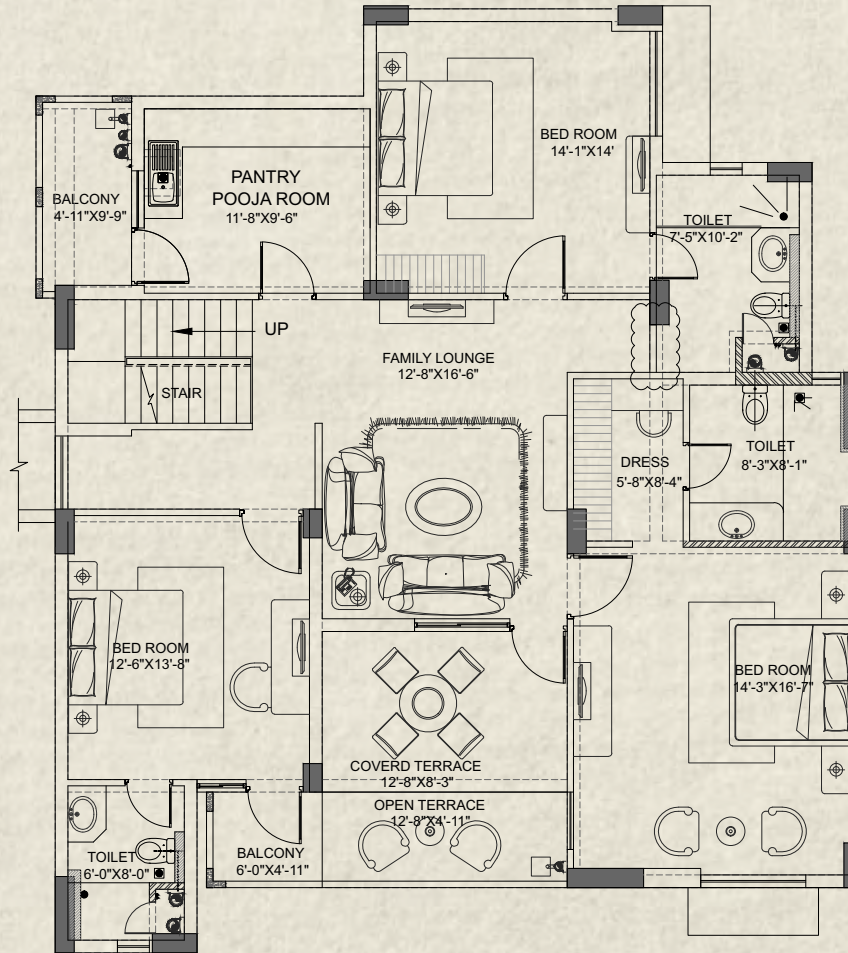 BED ROOM
14'-1"X14'
PANTRY
POOJA ROOM
11'-8"X9'-6"
BALCONY
4'-11"X9'-9"
TOILET
7'-5"X10'-2"
UP
STAIR
FAMILY LOUNGE
12'-8"X16'-6"
DRESS
5'-8"X8'-4"
TOILET
8'-3"X8'-1"
BED ROOM
12'-6"X13'-8"
BED ROOM
14'-3"X16'-7"
COVERD TERRACE
12'-8"X8'-3"
OPEN TERRACE
12'-8"X4'-11"
BALCONY
6'-0"X4'-11"
TOILET
6'-0"X8'-0"